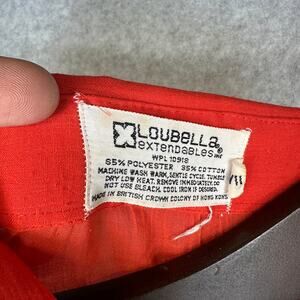 LOUBELLA
extendables® INC
WPL 10918
65% POLYESTER 35% COTTON
MACHINE WASH WARM, GENTLE CYCLE, TUMBLE
DRY LOW HEAT. REMOVE IMMEDIATELY. DO
NOT USE BLEACH, COOL IRON IF DESIRED.
MADE IN BRITISH CROWN COLONY OF HONG KONG